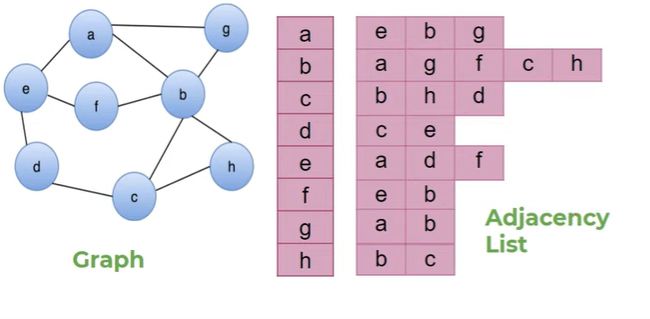 a
g
e
f
b
d
h
c
Graph
a e b g
b a g f c h
c b h d
d c e
e a d f
f e b
g a b
h b c
Adjacency
List